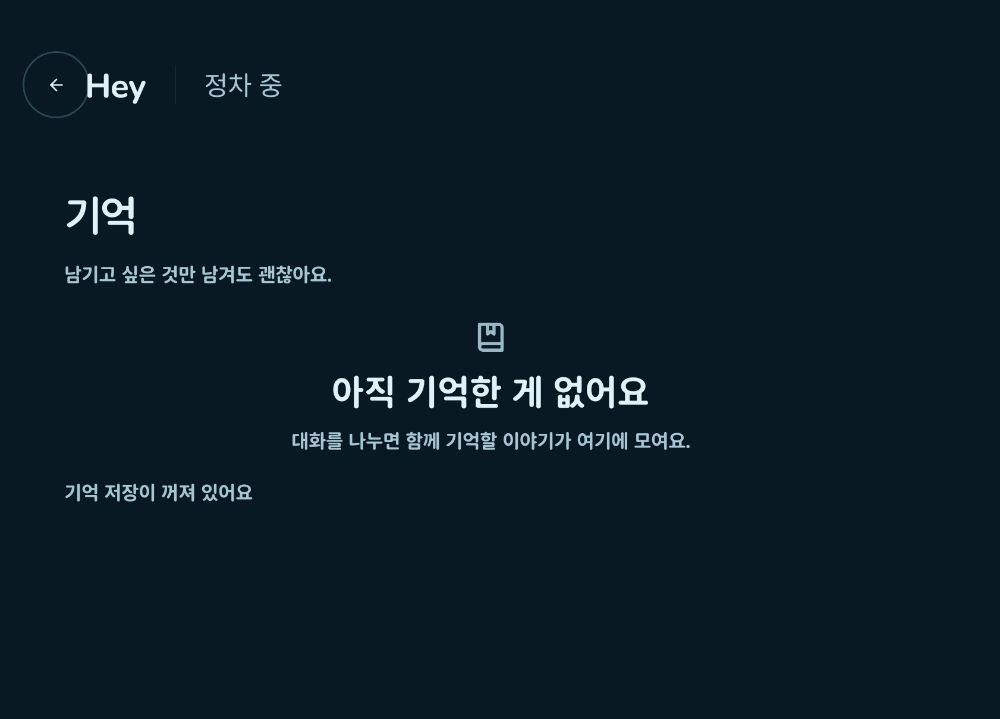 Hey 정차 중
기억
남기고 싶은 것만 남겨도 괜찮아요.
아직 기억한 게 없어요
대화를 나누면 함께 기억할 이야기가 여기에 모여요.
기억 저장이 꺼져 있어요